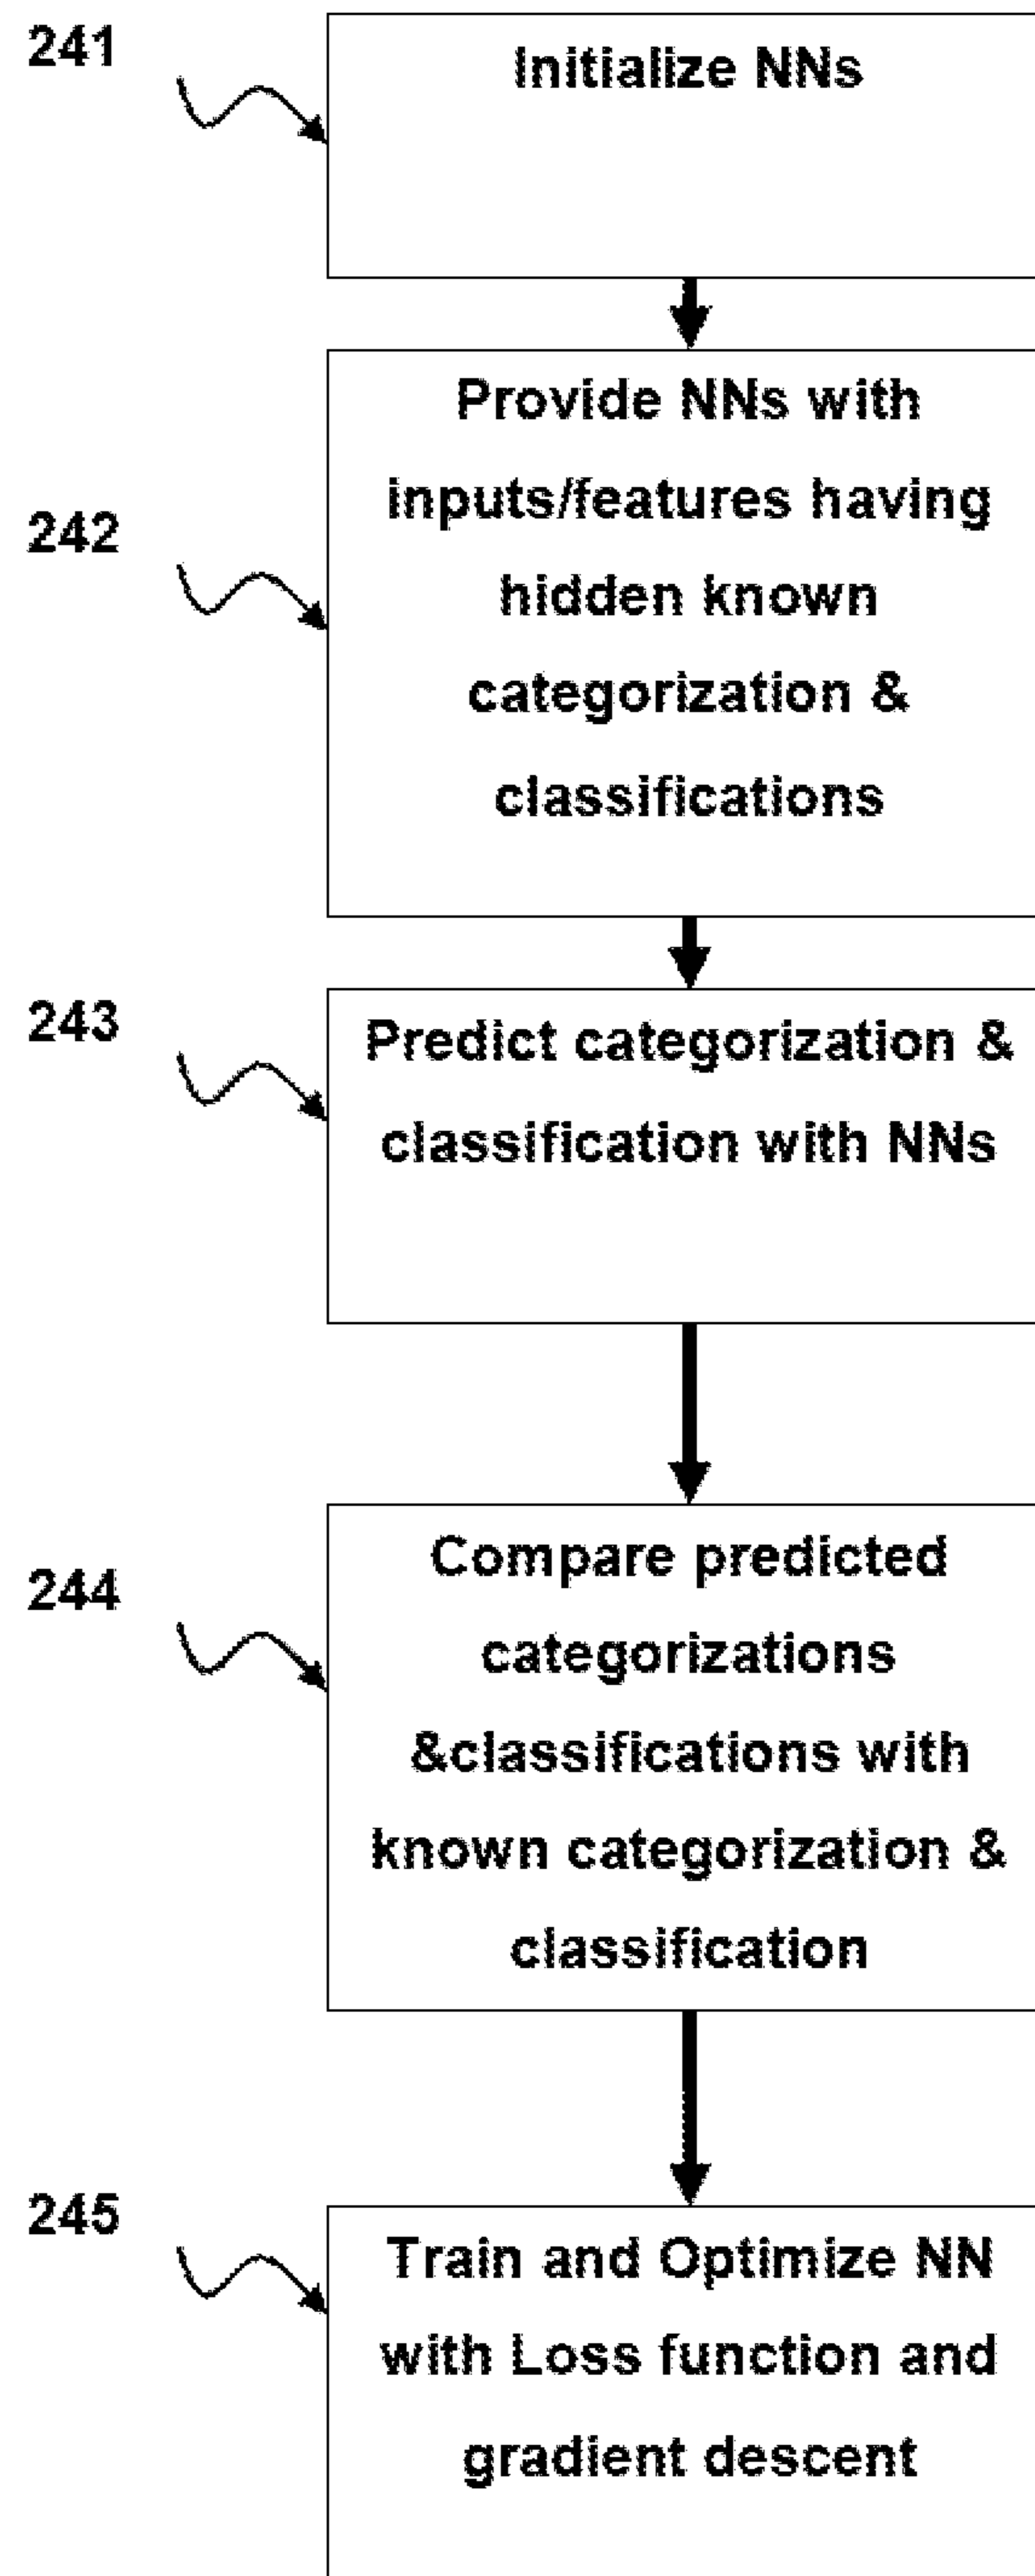 241
Initialize NNs
242
Provide NNs with
inputs/features having
hidden known
categorization &
classifications
243
Predict categorization &
classification with NNs
244
Compare predicted
categorizations
&classifications with
known categorization &
classification
245
Train and Optimize NN
with Loss function and
gradient descent